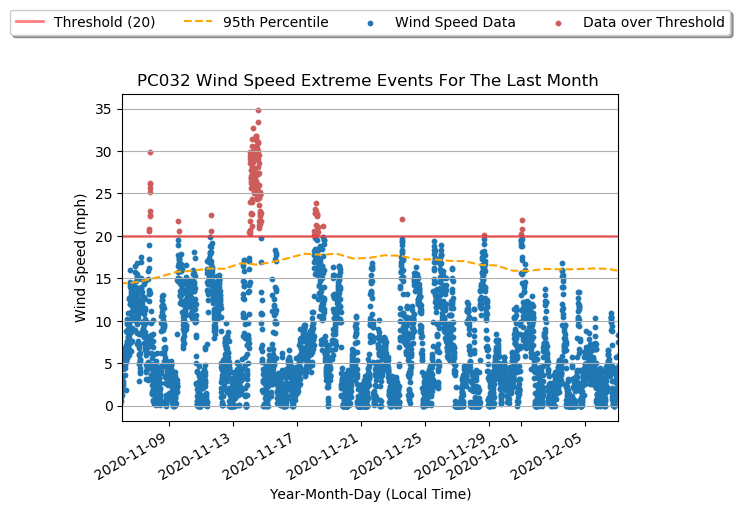 Threshold (20) 95th Percentile Wind Speed Data Data over Threshold
PC032 Wind Speed Extreme Events For The Last Month
Wind Speed (mph)
35
30
25
20
15
10
5
0
2020-11-09 2020-11-13 2020-11-17 2020-11-21 2020-11-25 2020-11-29 2020-12-01 2020-12-05
Year-Month-Day (Local Time)